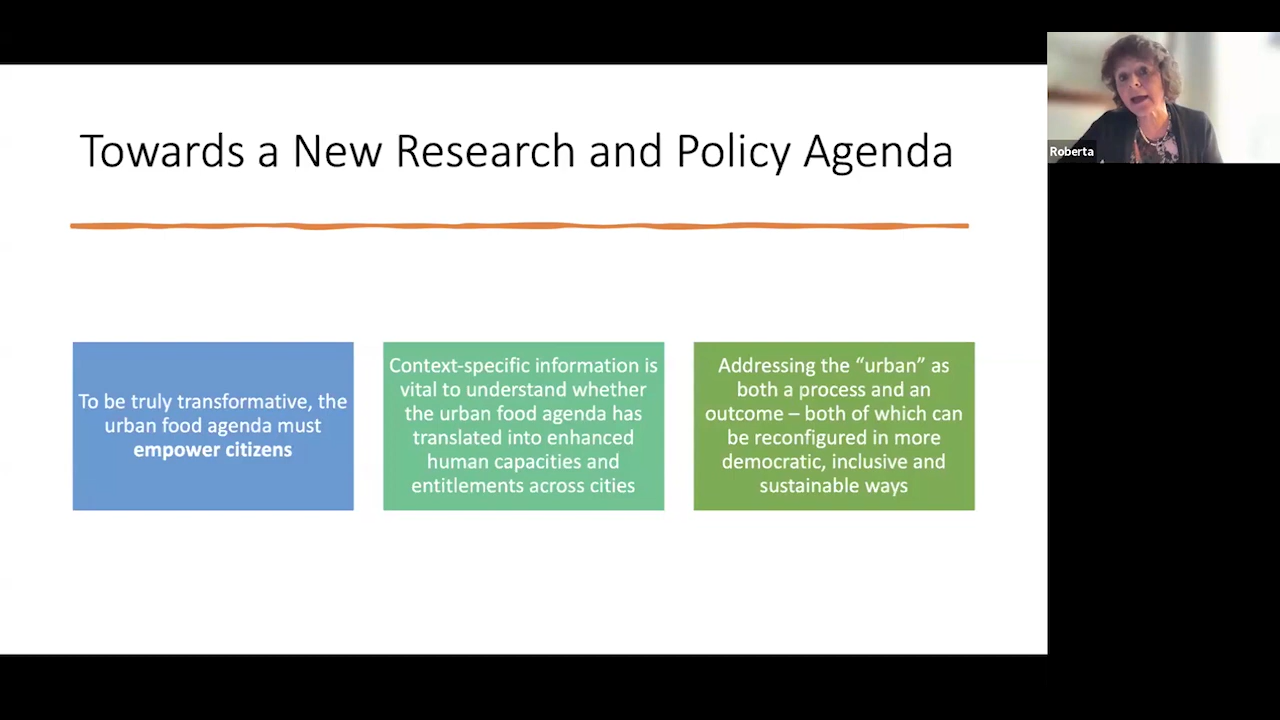 Towards a New Research and Policy Agenda
Roberta
To be truly transformative, the
urban food agenda must
empower citizens
Context-specific information is
vital to understand whether
the urban food agenda has
translated into enhanced
human capacities and
entitlements across cities
Addressing the “urban” as
both a process and an
outcome – both of which can
be reconfigured in more
democratic, inclusive and
sustainable ways